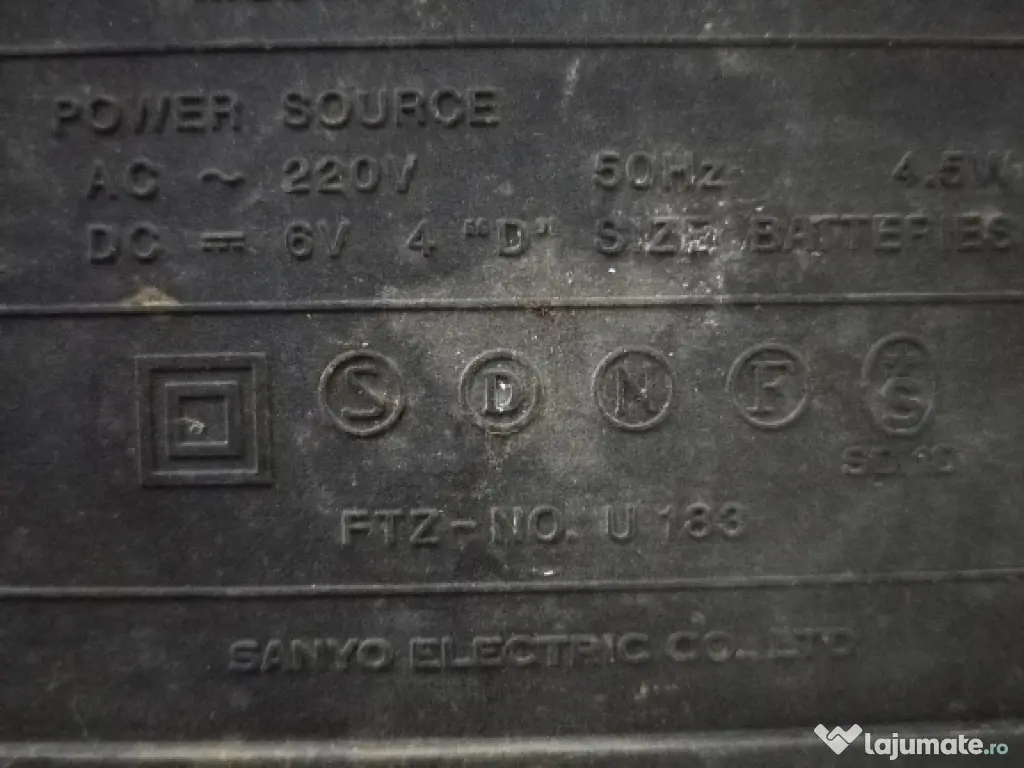 POWER SOURCE
AC ~ 220V 50Hz 4.5W
DC ⎓ 6V 4 "D" SIZE BATTERIES
S D N F S
FTZ-NO. U 183
SANYO ELECTRIC CO., LTD
lajumate.ro